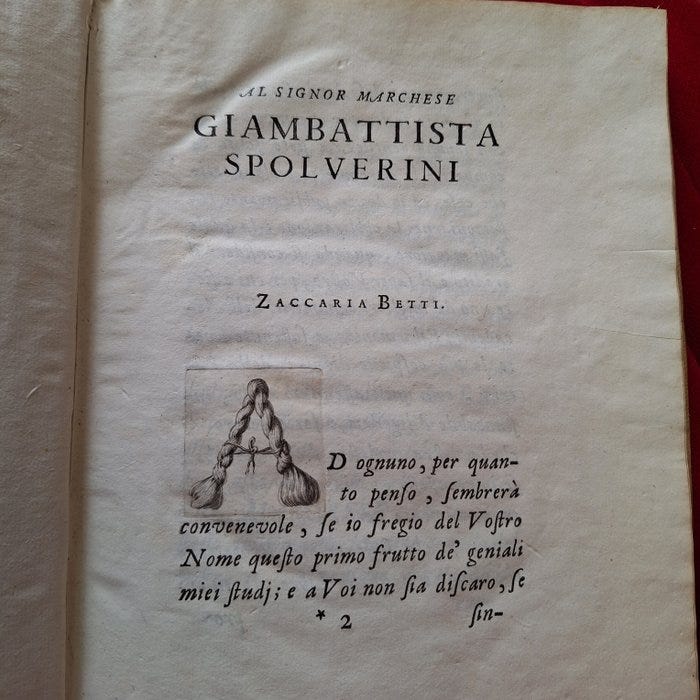 AL SIGNOR MARCHESE
GIAMBATTISTA
SPOLVERINI
ZACCARIA BETTI.
AD ognuno, per quan-
to penſo, ſembrerà
convenevole, ſe io fregio del Voſtro
Nome queſto primo frutto de' geniali
miei ſtudj; e a Voi non ſia diſcaro, ſe
* 2 ſin-